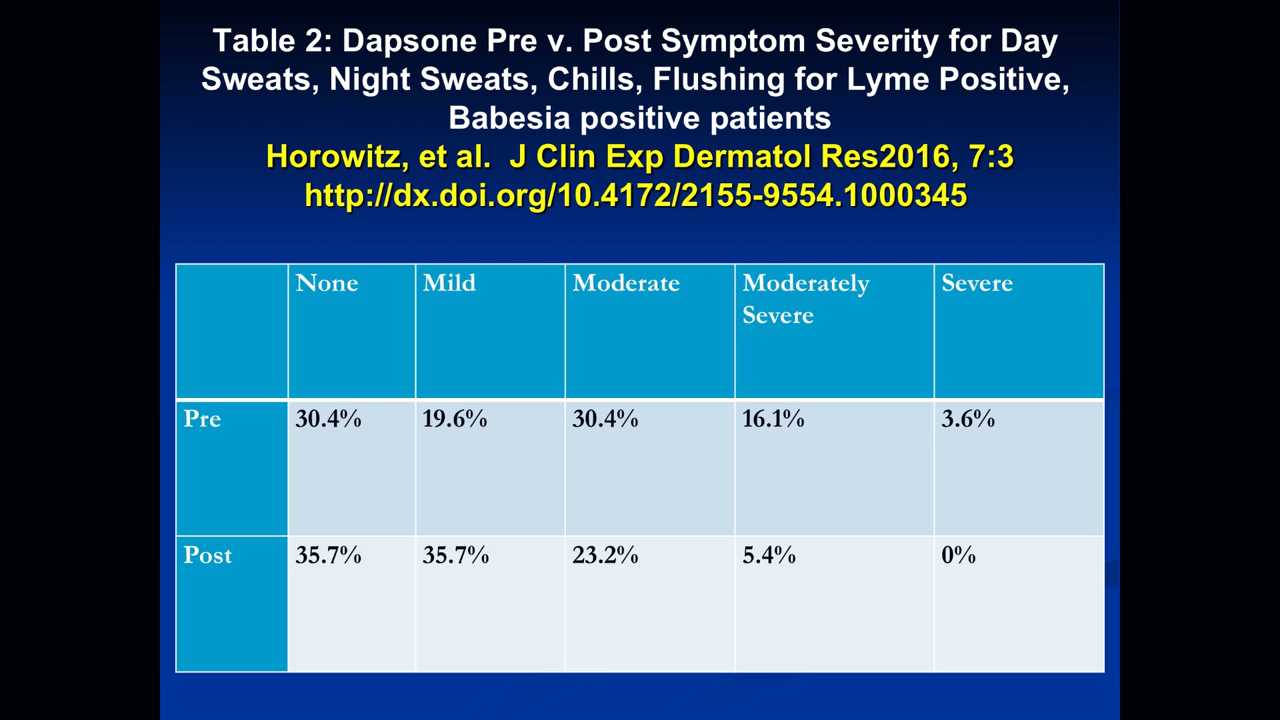 Table 2: Dapsone Pre v. Post Symptom Severity for Day
Sweats, Night Sweats, Chills, Flushing for Lyme Positive,
Babesia positive patients
Horowitz, et al.  J Clin Exp Dermatol Res2016, 7:3
http://dx.doi.org/10.4172/2155-9554.1000345
None Mild Moderate Moderately Severe Severe
Pre 30.4% 19.6% 30.4% 16.1% 3.6%
Post 35.7% 35.7% 23.2% 5.4% 0%